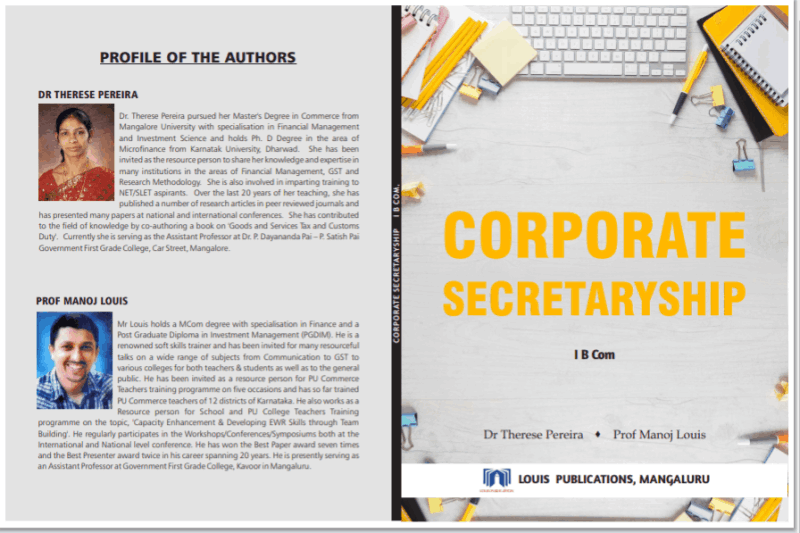 PROFILE OF THE AUTHORS
DR THERESE PEREIRA
Dr. Therese Pereira pursued her Master's Degree in Commerce from
Mangalore University with specialisation in Financial Management
and Investment Science and holds Ph. D Degree in the area of
Microfinance from Karnatak University, Dharwad. She has been
invited as the resource person to share her knowledge and expertise in
many institutions in the areas of Financial Management, GST and
Research Methodology. She is also involved in imparting training to
NET/SLET aspirants. Over the last 20 years of her teaching, she has
published a number of research articles in peer reviewed journals and
has presented many papers at national and international conferences. She has contributed
to the field of knowledge by co-authoring a book on 'Goods and Services Tax and Customs
Duty'. Currently she is serving as the Assistant Professor at Dr. P. Dayananda Pai – P. Satish Pai
Government First Grade College, Car Street, Mangalore.
PROF MANOJ LOUIS
Mr Louis holds a MCom degree with specialisation in Finance and a
Post Graduate Diploma in Investment Management (PGDIM). He is a
renowned soft skills trainer and has been invited for many resourceful
talks on a wide range of subjects from Communication to GST to
various colleges for both teachers & students as well as to the general
public. He has been invited as a resource person for PU Commerce
Teachers training programme on five occasions and has so far trained
PU Commerce teachers of 12 districts of Karnataka. He also works as a
Resource person for School and PU College Teachers Training
programme on the topic, 'Capacity Enhancement & Developing EWR Skills through Team
Building'. He regularly participates in the Workshops/Conferences/Symposiums both at the
International and National level conference. He has won the Best Paper award seven times
and the Best Presenter award twice in his career spanning 20 years. He is presently serving as
an Assistant Professor at Government First Grade College, Kavoor in Mangaluru.
CORPORATE SECRETARYSHIP I B COM.
CORPORATE
SECRETARYSHIP
I B Com
Dr Therese Pereira ♦ Prof Manoj Louis
LOUIS PUBLICATIONS, MANGALURU